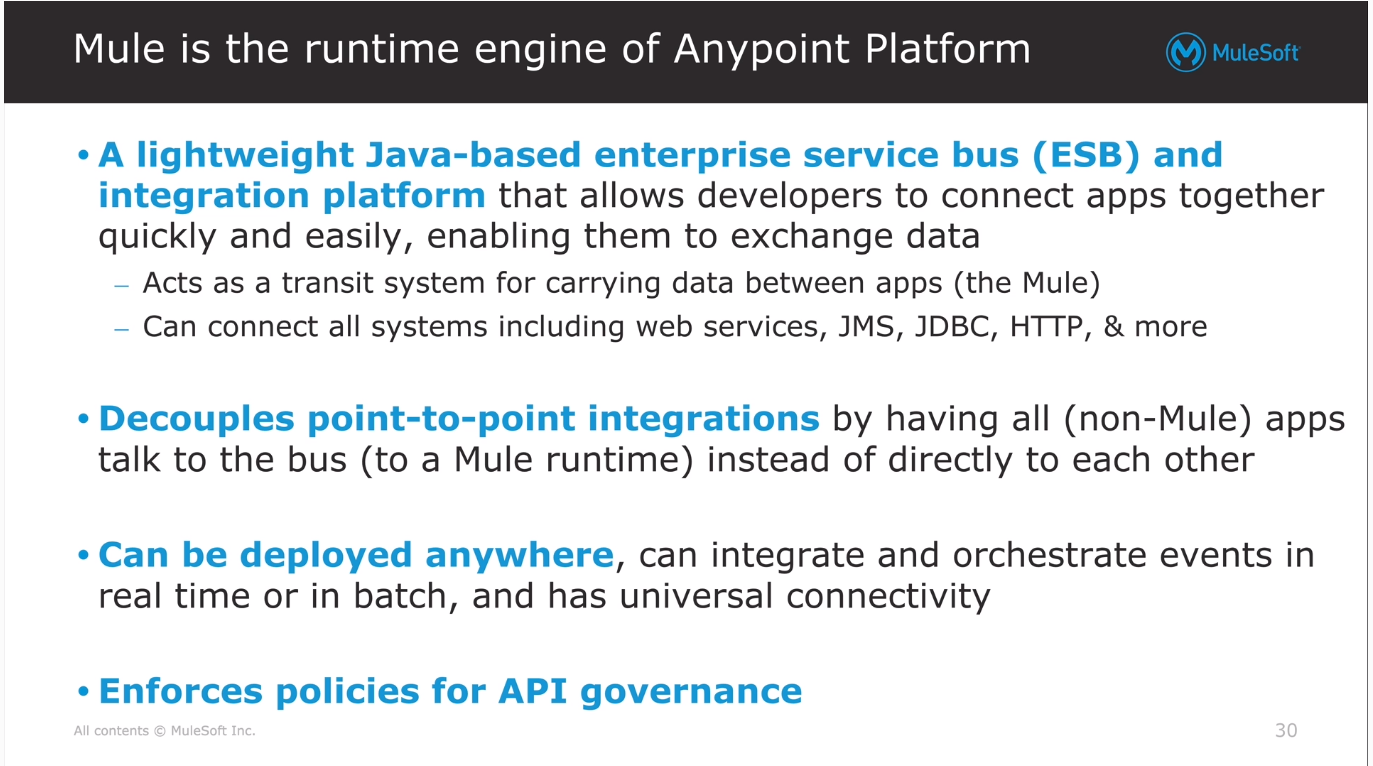 Mule is the runtime engine of Anypoint Platform
MuleSoft
• A lightweight Java-based enterprise service bus (ESB) and
integration platform that allows developers to connect apps together
quickly and easily, enabling them to exchange data
– Acts as a transit system for carrying data between apps (the Mule)
– Can connect all systems including web services, JMS, JDBC, HTTP, & more
• Decouples point-to-point integrations by having all (non-Mule) apps
talk to the bus (to a Mule runtime) instead of directly to each other
• Can be deployed anywhere, can integrate and orchestrate events in
real time or in batch, and has universal connectivity
• Enforces policies for API governance
All contents © MuleSoft Inc.
30